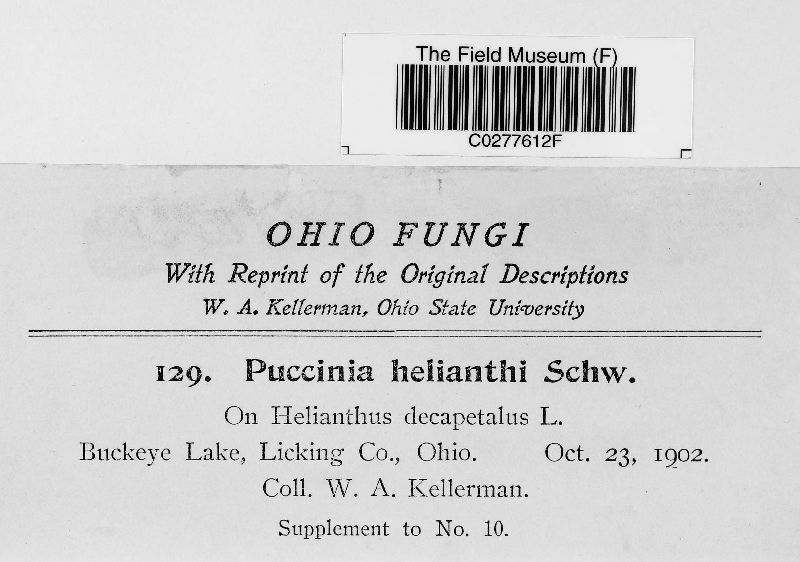 The Field Museum (F)
C0277612F
OHIO FUNGI
With Reprint of the Original Descriptions
W. A. Kellerman, Ohio State University
129. Puccinia helianthi Schw.
On Helianthus decapetalus L.
Buckeye Lake, Licking Co., Ohio. Oct. 23, 1902.
Coll. W. A. Kellerman.
Supplement to No. 10.